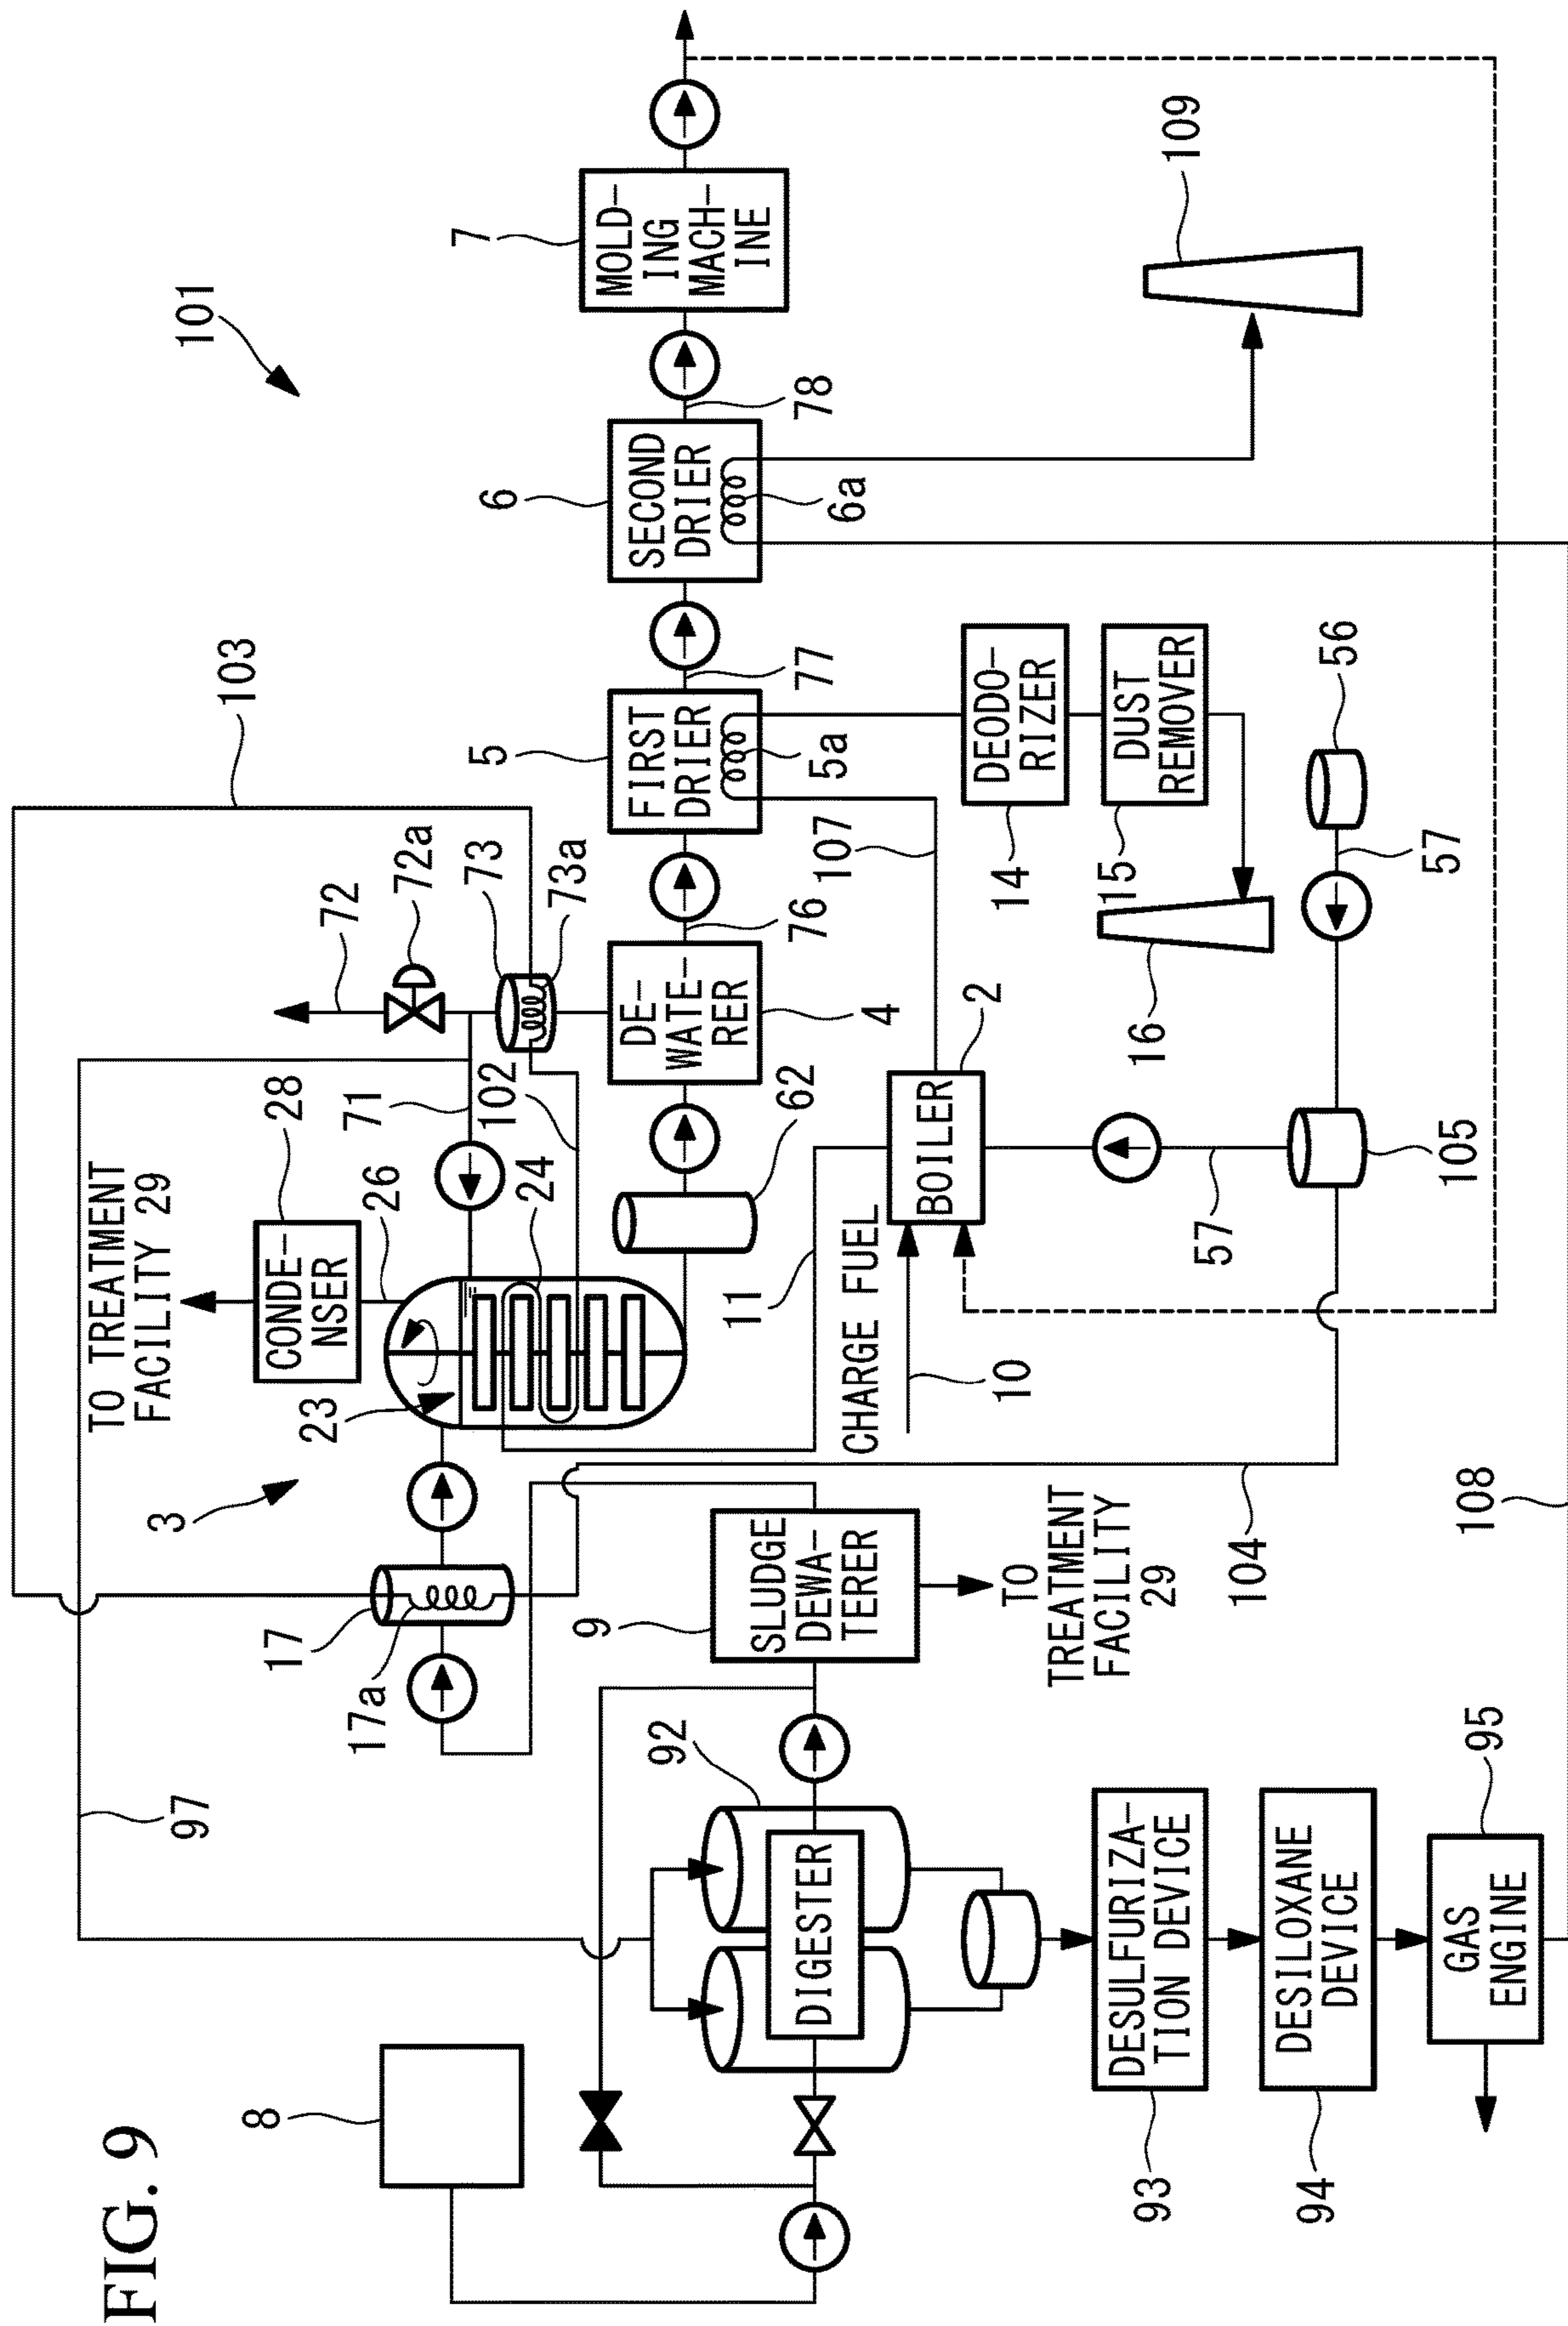 FIG. 9
101
103
97
3
TO TREATMENT
FACILITY 29
28
CONDE-
NSER
26
72
72a
71
73
73a
102
23
24
17
17a
8
7
MOLD-
ING
MACH-
INE
78
6
SECOND
DRIER
6a
77
5
FIRST
DRIER
5a
76
DE-
WATE-
RER
4
62
11
107
BOILER
2
CHARGE FUEL
10
57
105
DEODO-
RIZER
14
DUST
REMOVER
15
16
56
57
109
9
SLUDGE
DEWA-
TERER
TO
TREATMENT
FACILITY
29
104
108
92
DIGESTER
DESULFURIZA-
TION DEVICE
93
DESILOXANE
DEVICE
94
GAS
ENGINE
95